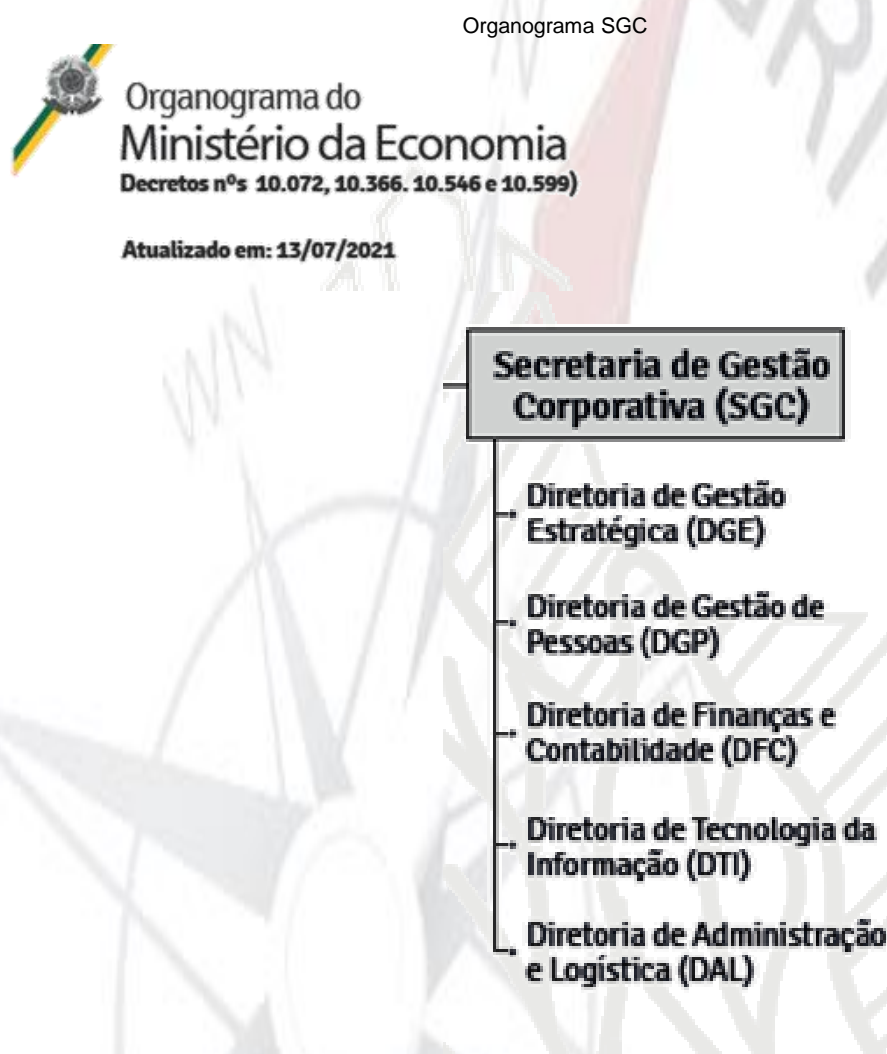 Organograma SGC
Organograma do
Ministério da Economia
Decretos nºs 10.072, 10.366. 10.546 e 10.599)
Atualizado em: 13/07/2021
WN
Secretaria de Gestão
Corporativa (SGC)
Diretoria de Gestão
Estratégica (DGE)
Diretoria de Gestão de
Pessoas (DGP)
Diretoria de Finanças e
Contabilidade (DFC)
Diretoria de Tecnologia da
Informação (DTI)
Diretoria de Administração
e Logística (DAL)